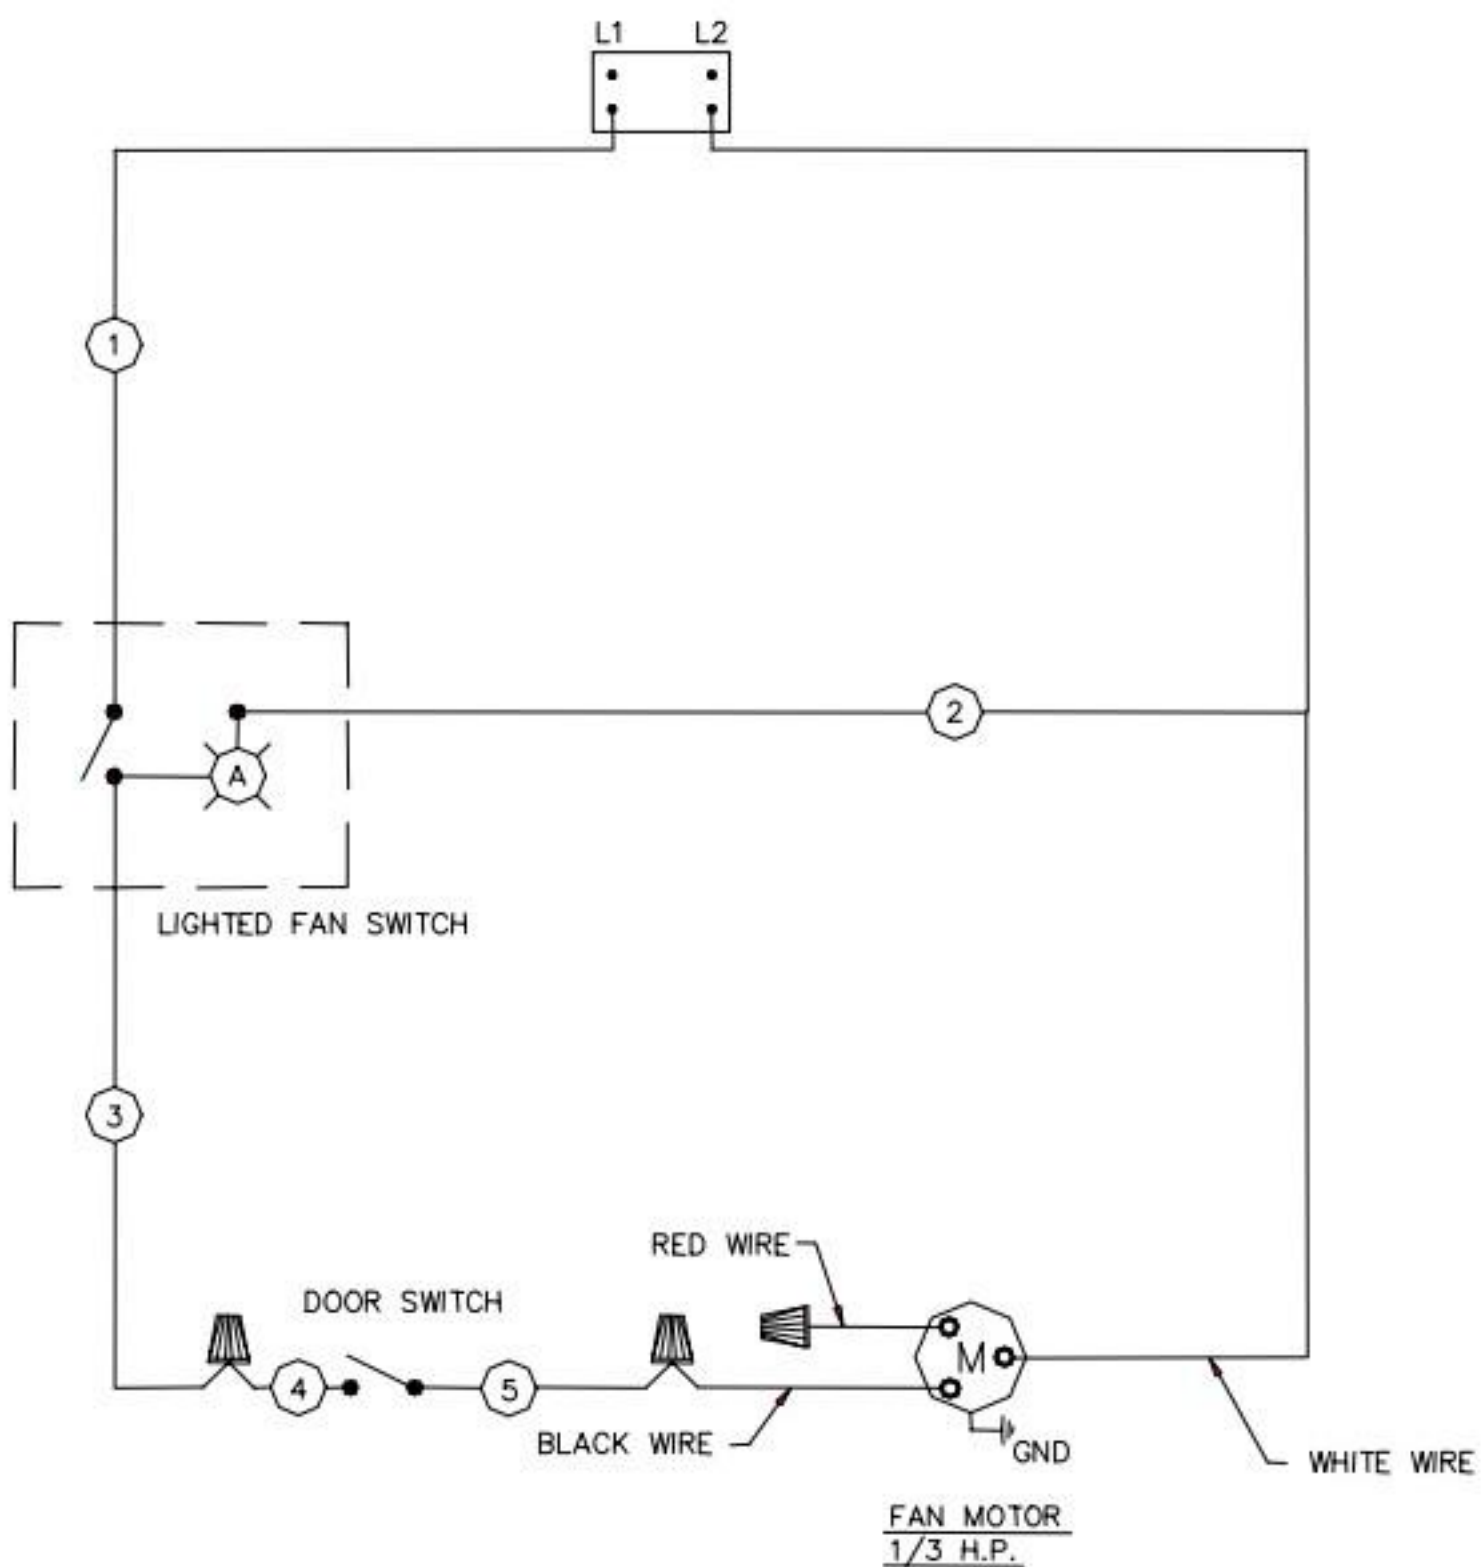 L1 L2
1
2
A
LIGHTED FAN SWITCH
3
RED WIRE
DOOR SWITCH
M
4
5
BLACK WIRE
GND
WHITE WIRE
FAN MOTOR
1/3 H.P.